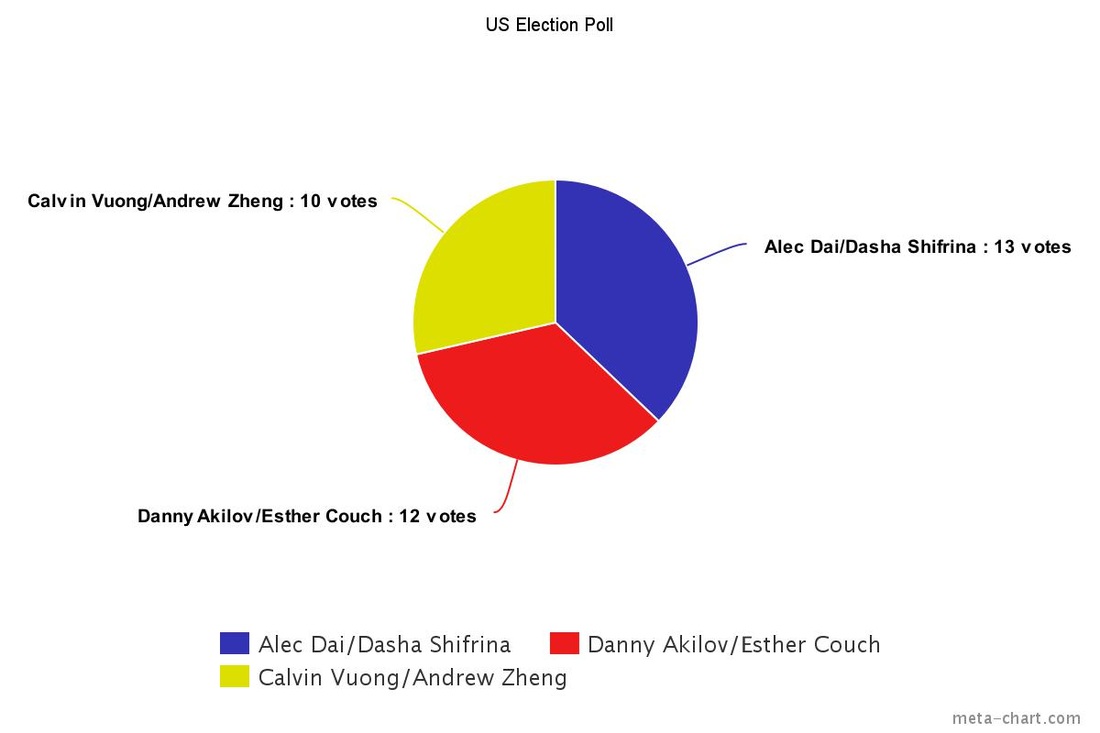 US Election Poll
Calvin Vuong/Andrew Zheng : 10 votes
Alec Dai/Dasha Shifrina : 13 votes
Danny Akilov/Esther Couch : 12 votes
Alec Dai/Dasha Shifrina Danny Akilov/Esther Couch
Calvin Vuong/Andrew Zheng
meta-chart.com